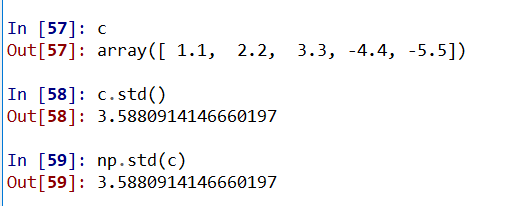 In [57]: c
Out[57]: array([ 1.1,  2.2,  3.3, -4.4, -5.5])
In [58]: c.std()
Out[58]: 3.5880914146660197
In [59]: np.std(c)
Out[59]: 3.5880914146660197